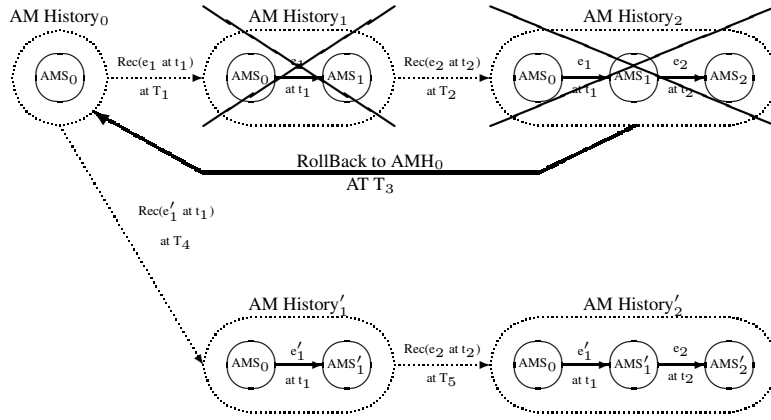 AM History₀
AM History₁
AM History₂
AMS₀
Rec(e₁ at t₁)
at T₁
AMS₀
e₁
at t₁
AMS₁
Rec(e₂ at t₂)
at T₂
AMS₀
e₁
at t₁
AMS₁
e₂
at t₂
AMS₂
RollBack to AMH₀
AT T₃
Rec(e′₁ at t₁)
at T₄
AM History′₁
AM History′₂
AMS₀
e′₁
at t₁
AMS′₁
Rec(e₂ at t₂)
at T₅
AMS₀
e′₁
at t₁
AMS′₁
e₂
at t₂
AMS′₂